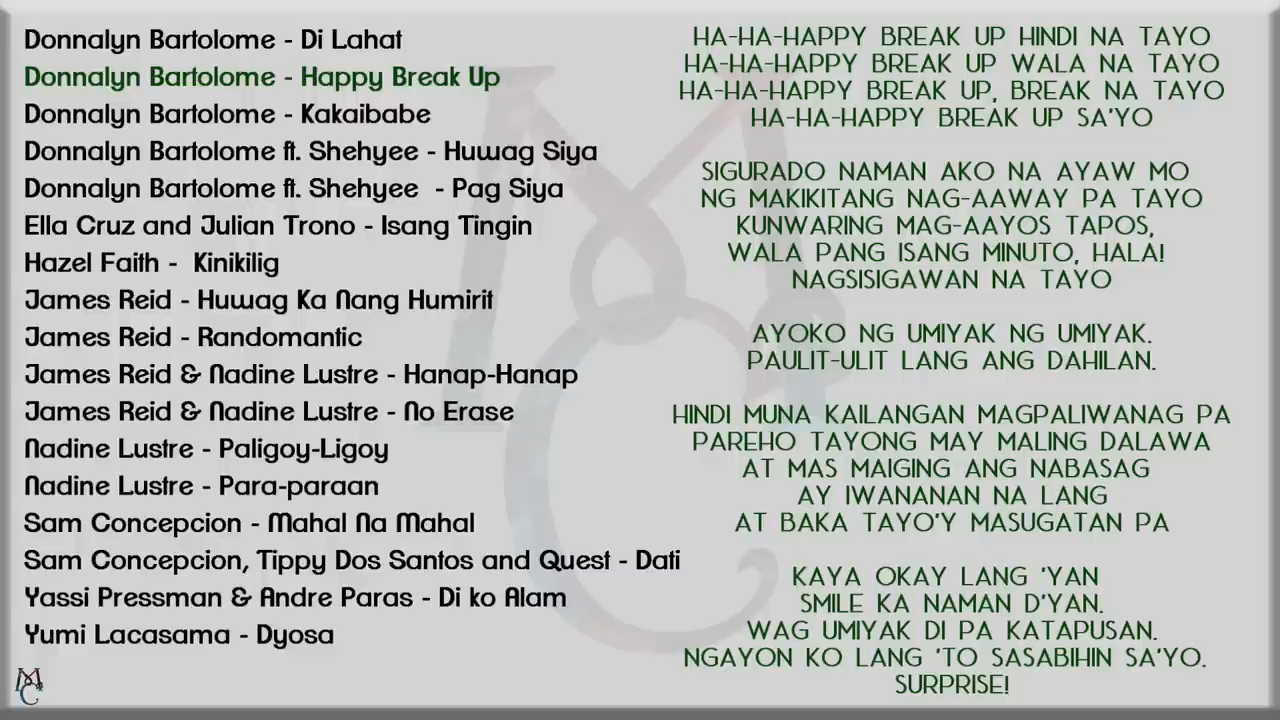 Donnalyn Bartolome - Di Lahat
Donnalyn Bartolome - Happy Break Up
Donnalyn Bartolome - Kakaibabe
Donnalyn Bartolome ft. Shehyee - Huwag Siya
Donnalyn Bartolome ft. Shehyee - Pag Siya
Ella Cruz and Julian Trono - Isang Tingin
Hazel Faith - Kinikilig
James Reid - Huwag Ka Nang Humirit
James Reid - Randomantic
James Reid & Nadine Lustre - Hanap-Hanap
James Reid & Nadine Lustre - No Erase
Nadine Lustre - Paligoy-Ligoy
Nadine Lustre - Para-paraan
Sam Concepcion - Mahal Na Mahal
Sam Concepcion, Tippy Dos Santos and Quest - Dati
Yassi Pressman & Andre Paras - Di ko Alam
Yumi Lacasama - Dyosa
MC
HA-HA-HAPPY BREAK UP HINDI NA TAYO
HA-HA-HAPPY BREAK UP WALA NA TAYO
HA-HA-HAPPY BREAK UP, BREAK NA TAYO
HA-HA-HAPPY BREAK UP SA'YO
SIGURADO NAMAN AKO NA AYAW MO
NG MAKIKITANG NAG-AAWAY PA TAYO
KUNWARING MAG-AAYOS TAPOS,
WALA PANG ISANG MINUTO, HALA!
NAGSISIGAWAN NA TAYO
AYOKO NG UMIYAK NG UMIYAK.
PAULIT-ULIT LANG ANG DAHILAN.
HINDI MUNA KAILANGAN MAGPALIWANAG PA
PAREHO TAYONG MAY MALING DALAWA
AT MAS MAIGING ANG NABASAG
AY IWANANAN NA LANG
AT BAKA TAYO'Y MASUGATAN PA
KAYA OKAY LANG 'YAN
SMILE KA NAMAN D'YAN.
WAG UMIYAK DI PA KATAPUSAN.
NGAYON KO LANG 'TO SASABIHIN SA'YO.
SURPRISE!